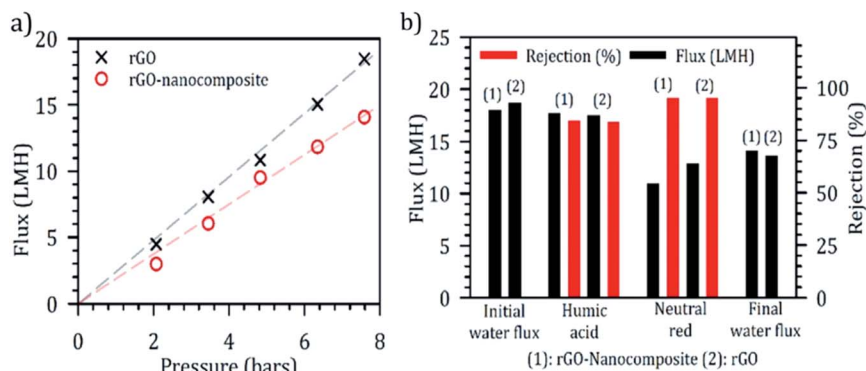 a)
20
15
10
5
0
Flux (LMH)
rGO
rGO-nanocomposite
0 2 4 6 8
Pressure (bars)
b)
25
20
15
10
5
0
Flux (LMH)
Rejection (%) Flux (LMH)
(1) (2) (1) (2) (1) (2) (1) (2)
100
75
50
25
0
Rejection (%)
Initial Humic Neutral Final
water flux acid red water flux
(1): rGO-Nanocomposite (2): rGO